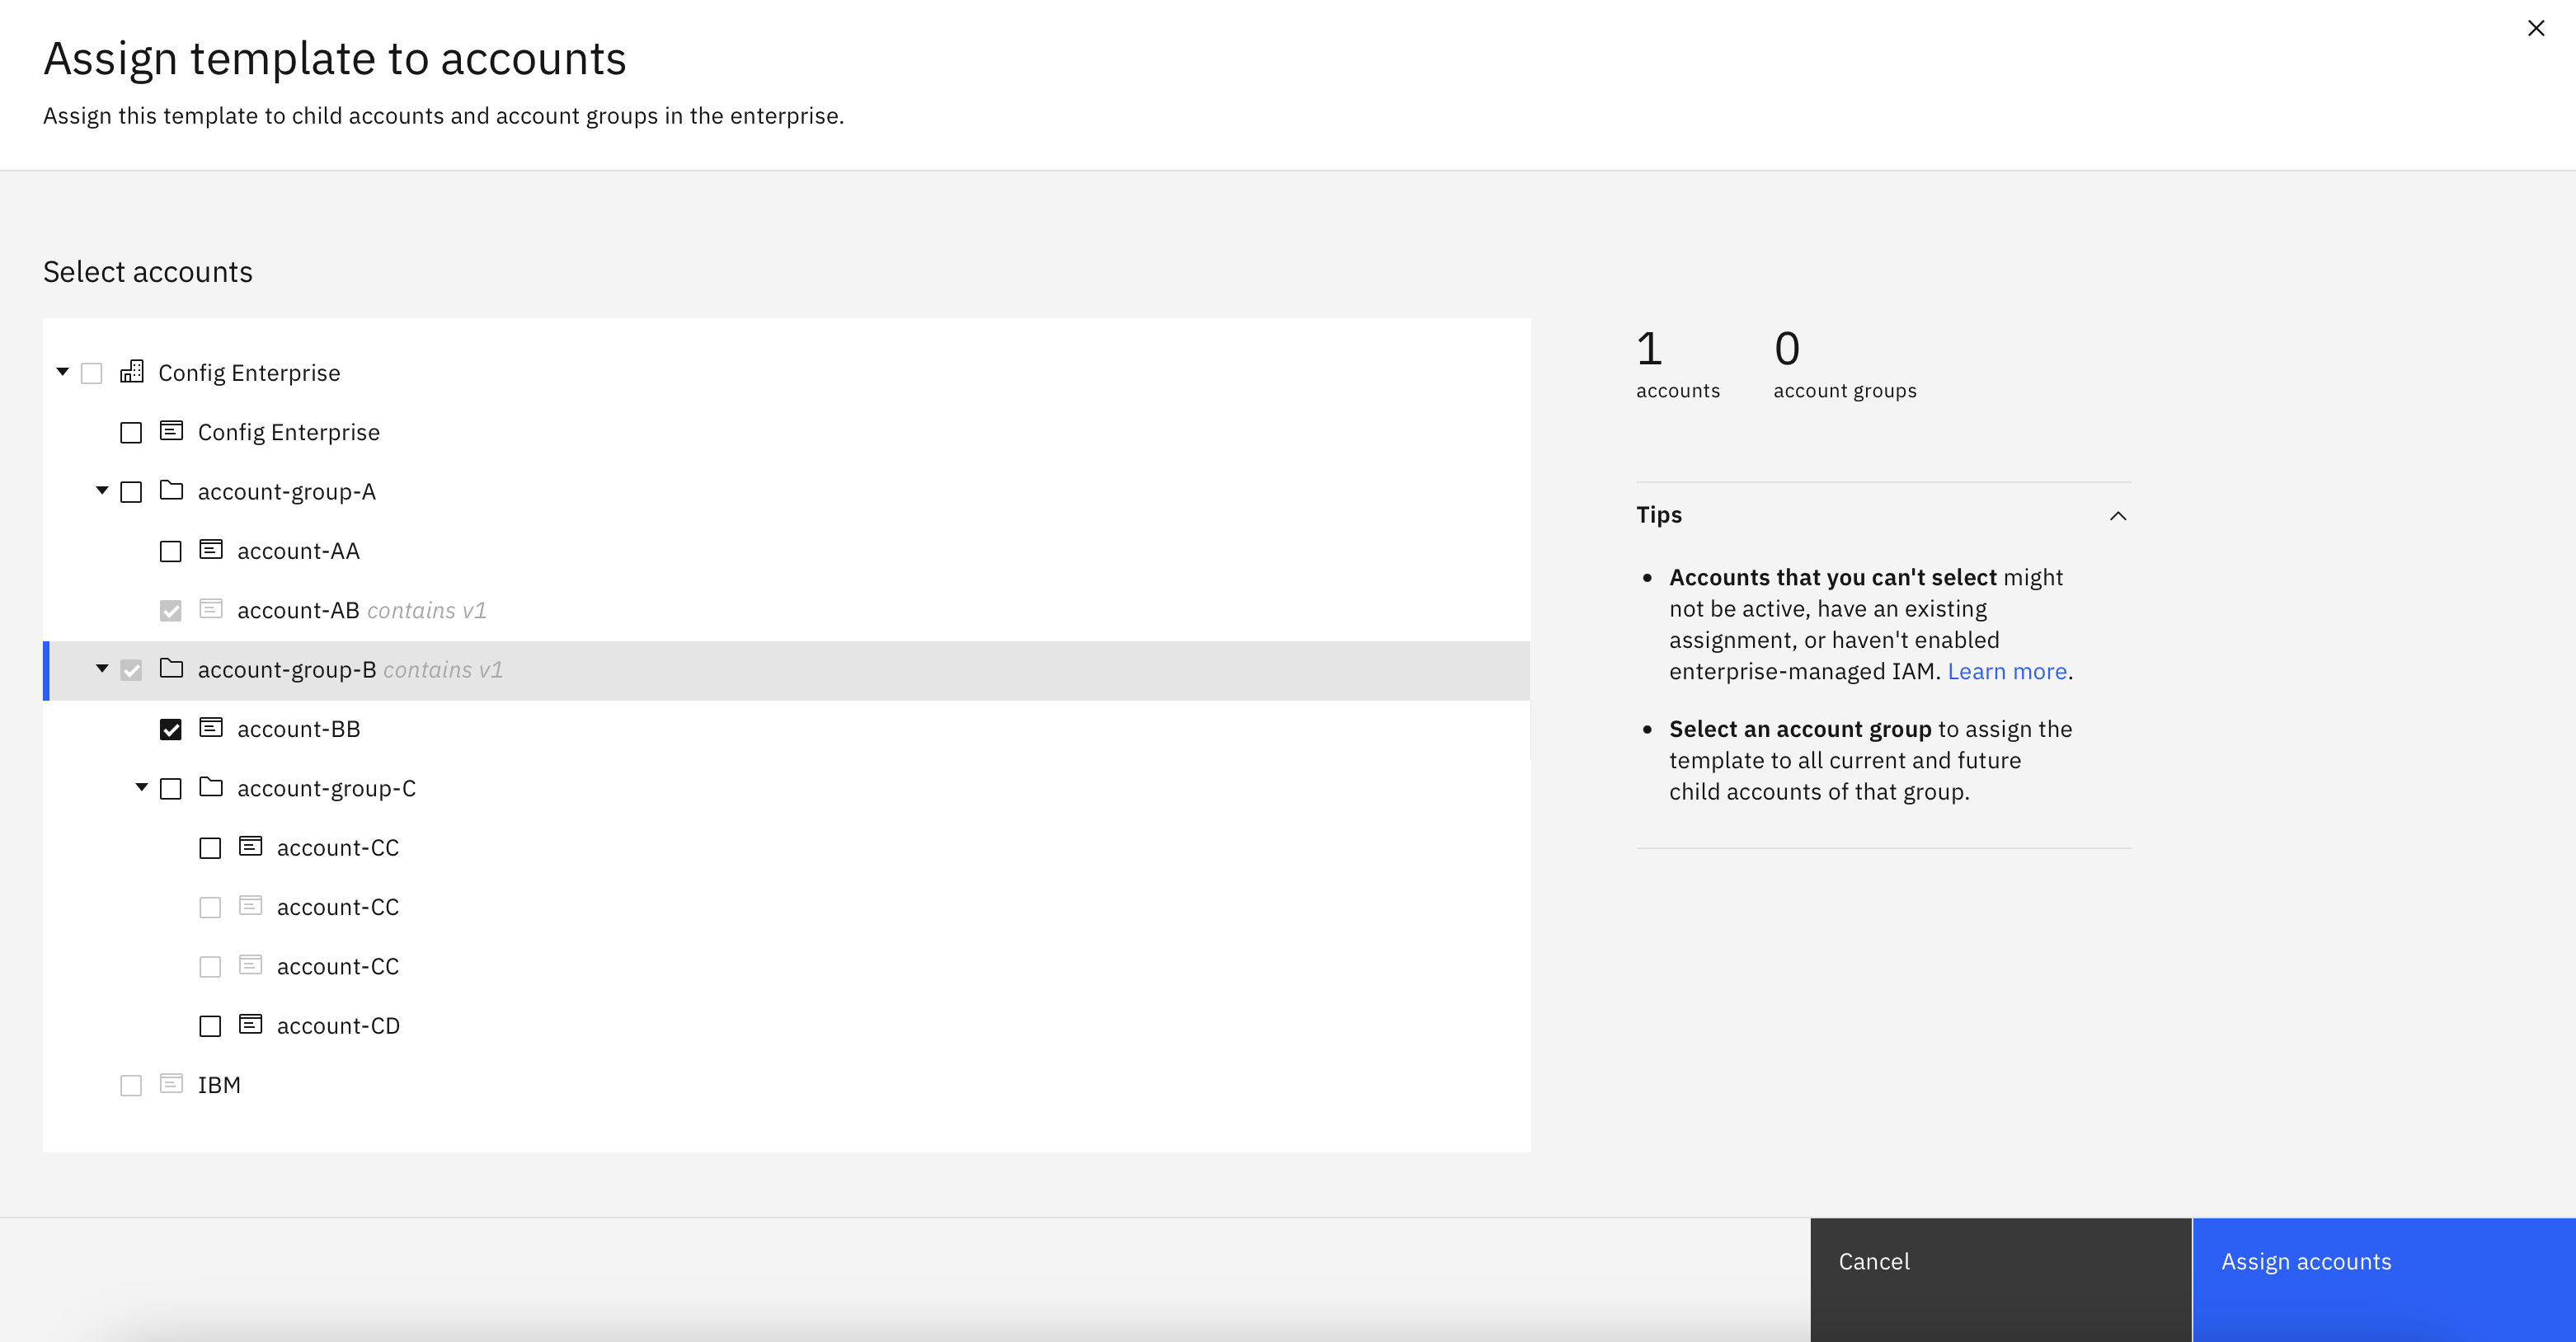 Assign template to accounts
Assign this template to child accounts and account groups in the enterprise.
Select accounts
Config Enterprise
Config Enterprise
account-group-A
account-AA
account-AB contains v1
account-group-B contains v1
account-BB
account-group-C
account-CC
account-CC
account-CC
account-CD
IBM
1 0
accounts account groups
Tips
Accounts that you can't select might
not be active, have an existing
assignment, or haven't enabled
enterprise-managed IAM. Learn more.
Select an account group to assign the
template to all current and future
child accounts of that group.
Cancel
Assign accounts